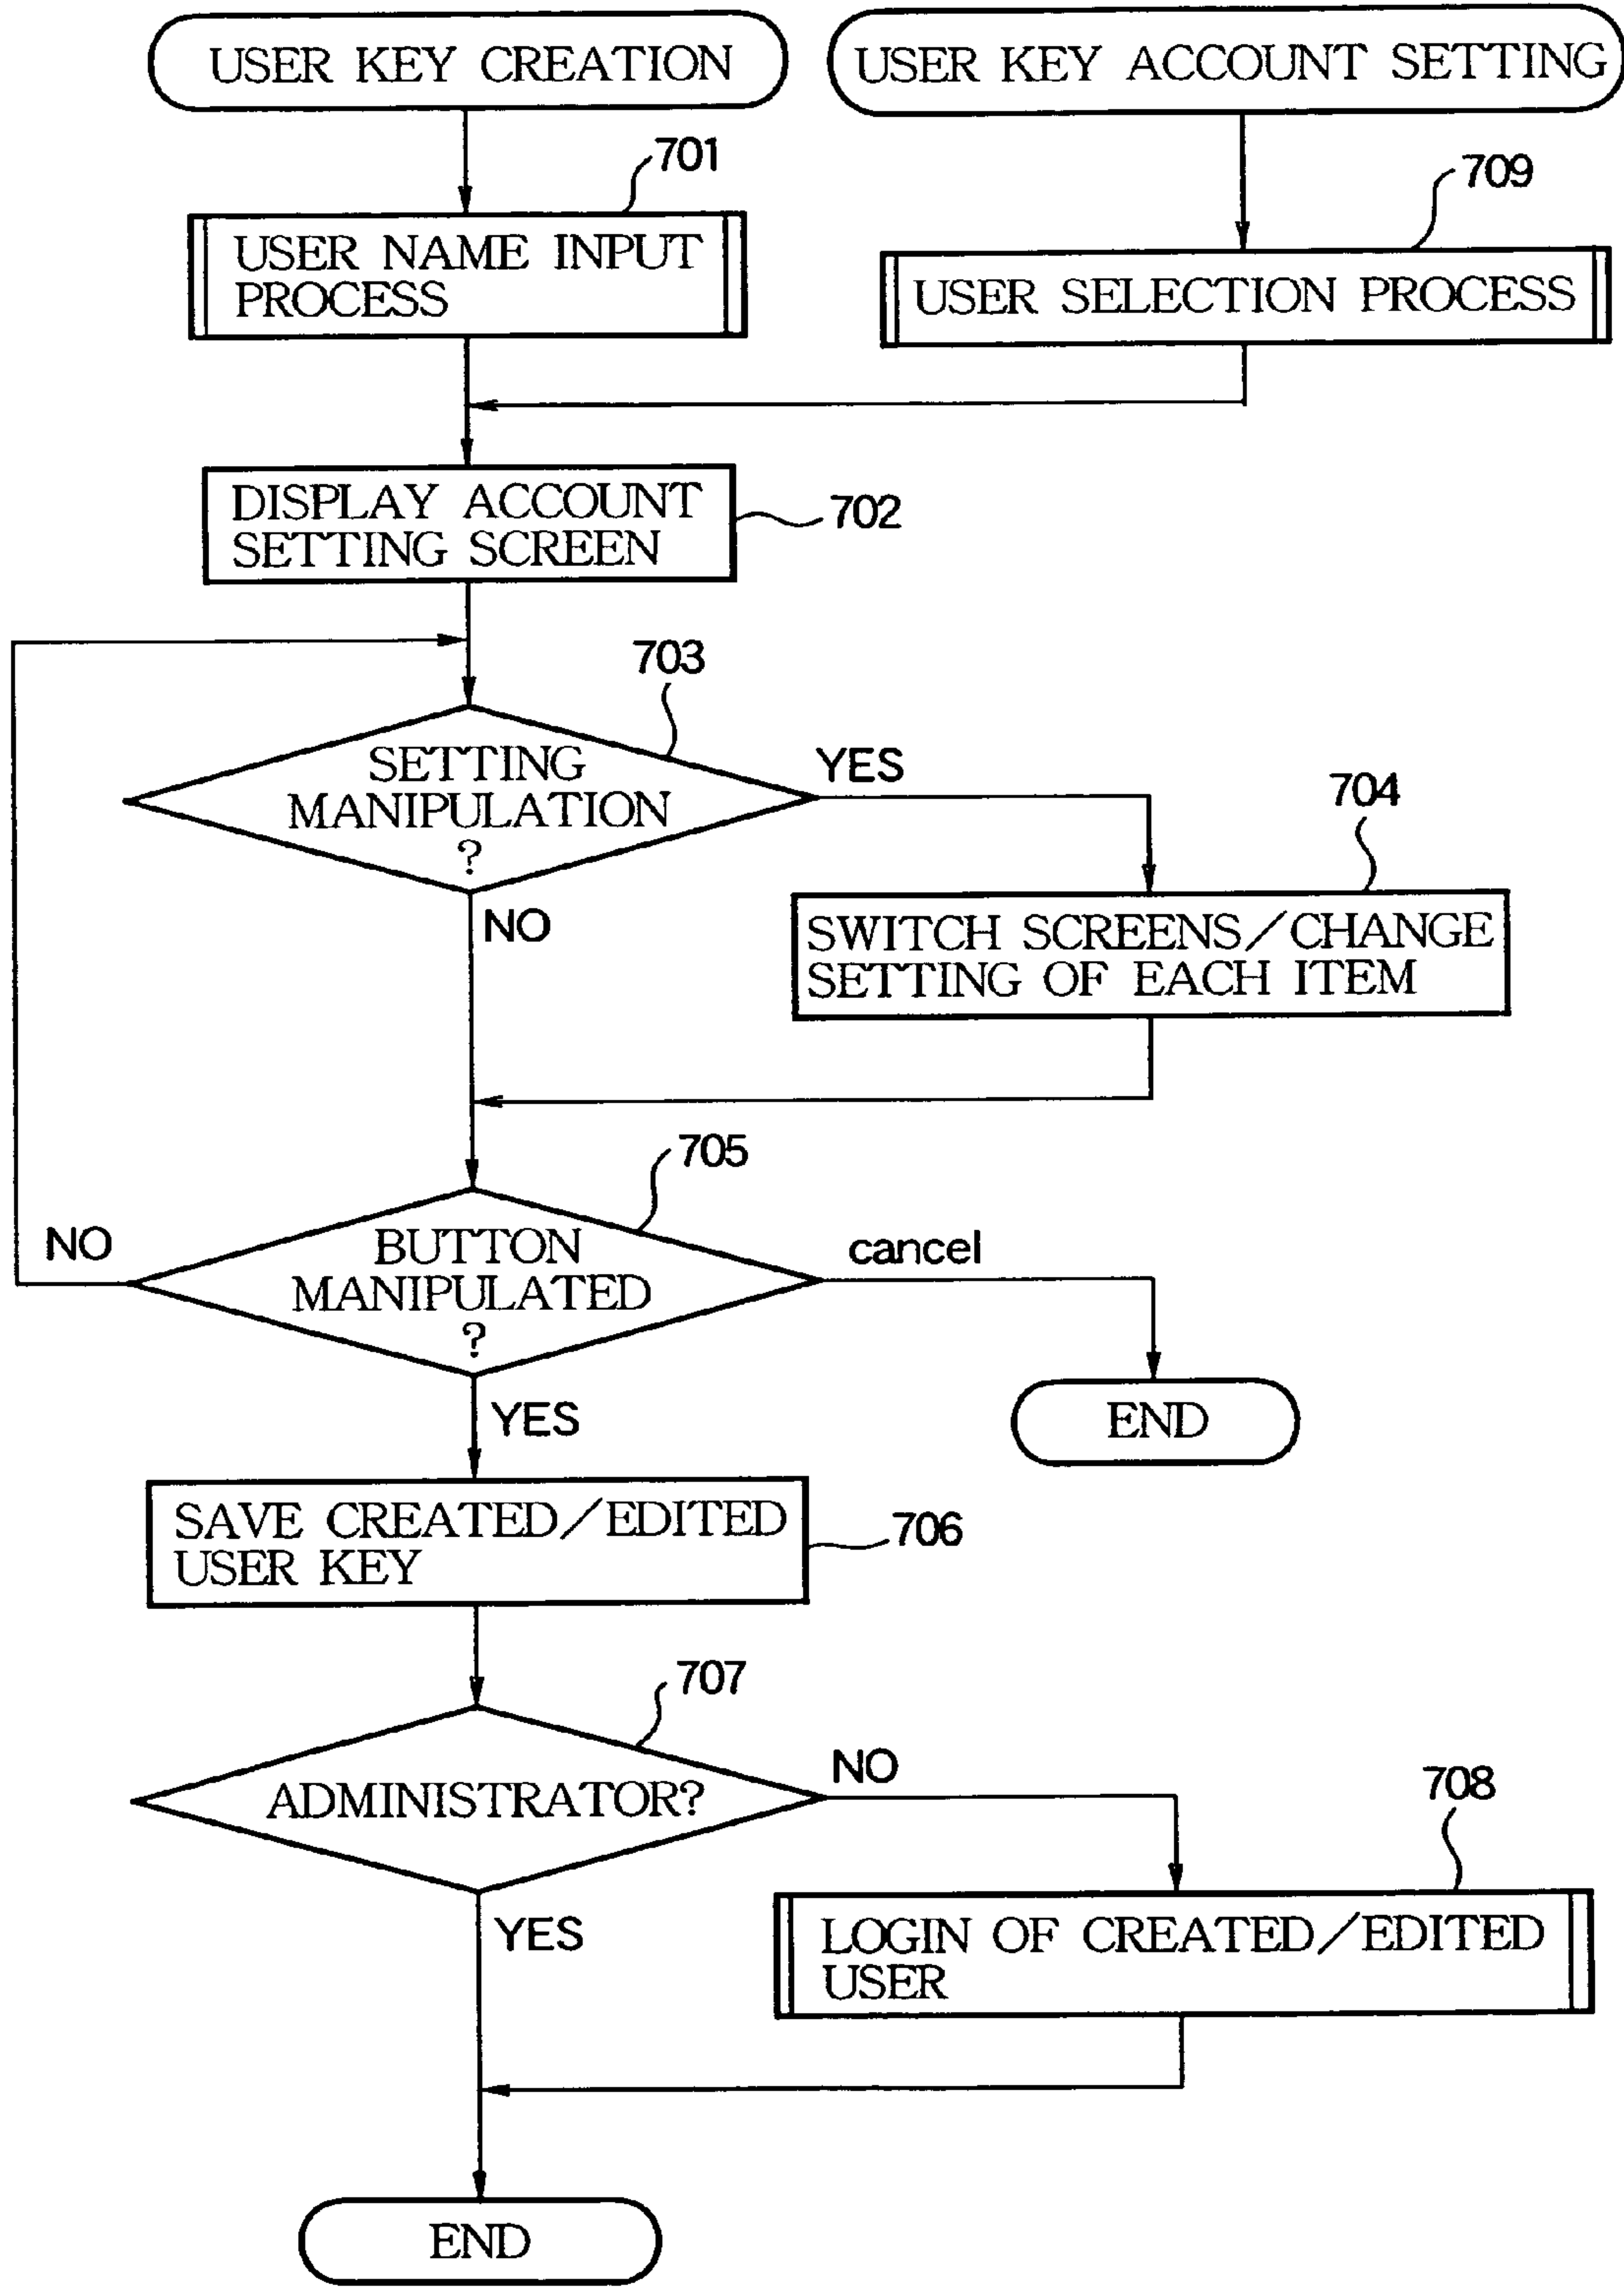 USER KEY CREATION
USER KEY ACCOUNT SETTING
701
709
USER NAME INPUT
PROCESS
USER SELECTION PROCESS
DISPLAY ACCOUNT
SETTING SCREEN
702
703
SETTING
MANIPULATION
?
YES
704
NO
SWITCH SCREENS/CHANGE
SETTING OF EACH ITEM
705
NO
BUTTON
MANIPULATED
?
cancel
END
YES
SAVE CREATED/EDITED
USER KEY
706
707
ADMINISTRATOR?
NO
708
YES
LOGIN OF CREATED/EDITED
USER
END